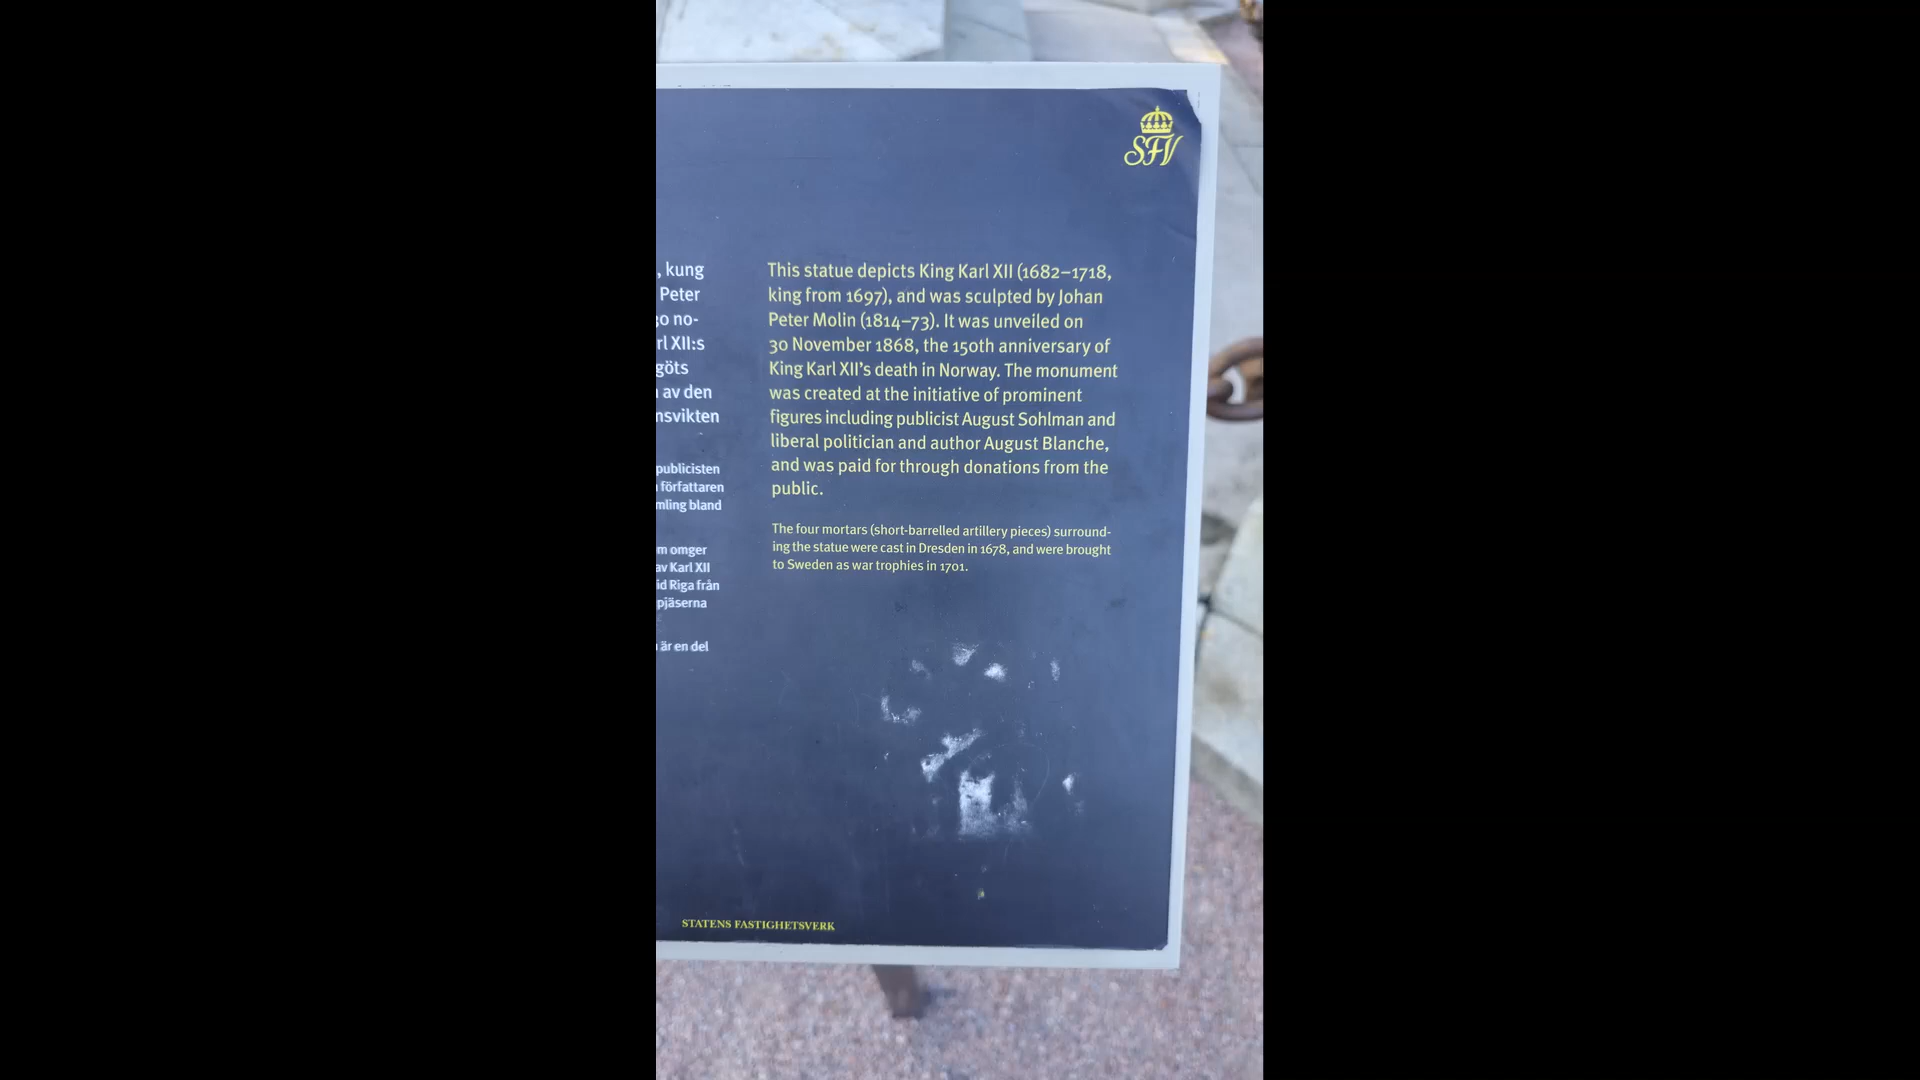 SFV
, kung
Peter
30 no-
rl XII:s
göts
av den
nsvikten
publicisten
författaren
mling bland
m omger
av Karl XII
id Riga från
pjäserna
är en del
This statue depicts King Karl XII (1682–1718,
king from 1697), and was sculpted by Johan
Peter Molin (1814–73). It was unveiled on
30 November 1868, the 150th anniversary of
King Karl XII’s death in Norway. The monument
was created at the initiative of prominent
figures including publicist August Sohlman and
liberal politician and author August Blanche,
and was paid for through donations from the
public.
The four mortars (short-barrelled artillery pieces) surround-
ing the statue were cast in Dresden in 1678, and were brought
to Sweden as war trophies in 1701.
STATENS FASTIGHETSVERK